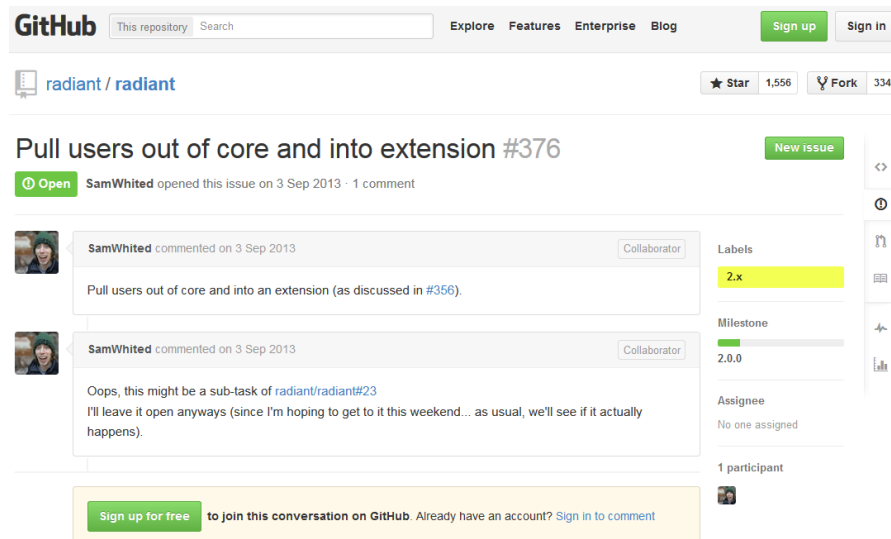 GitHub This repository Search Explore Features Enterprise Blog Sign up Sign in
radiant / radiant Star 1,556 Fork 334
Pull users out of core and into extension #376 New issue
Open SamWhited opened this issue on 3 Sep 2013 · 1 comment
SamWhited commented on 3 Sep 2013 Collaborator
Pull users out of core and into an extension (as discussed in #356).
SamWhited commented on 3 Sep 2013 Collaborator
Oops, this might be a sub-task of radiant/radiant#23
I'll leave it open anyways (since I'm hoping to get to it this weekend... as usual, we'll see if it actually
happens).
Sign up for free to join this conversation on GitHub. Already have an account? Sign in to comment
Labels
2.x
Milestone
2.0.0
Assignee
No one assigned
1 participant